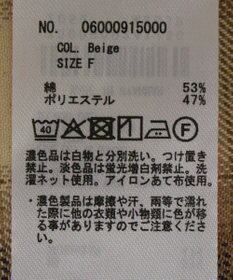 NO. 06000915000
COL. Beige
SIZE F
綿 53%
ポリエステル 47%
40 F
濃色品は白物と分別洗い。つけ置き
禁止。淡色品は蛍光増白剤禁止。洗
濯ネット使用。アイロンあて布使用。
・濃色製品は摩擦や汗、雨等で濡れ
た際に他の衣類や小物類に色が移
る事がありますのでご注意くださ
い。